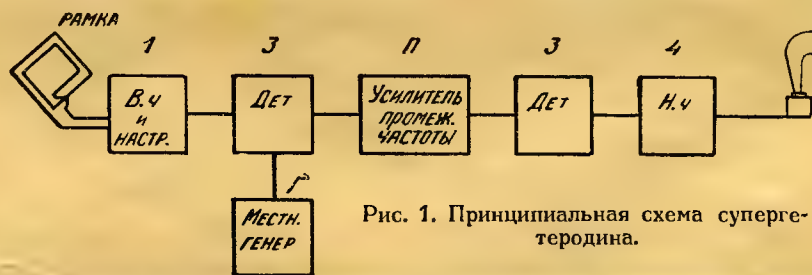 РАМКА
1 3 П 3 4
В.Ч И НАСТР.
ДЕТ
УСИЛИТЕЛЬ ПРОМЕЖ. ЧАСТОТЫ
ДЕТ
Н.Ч
Г
МЕСТН. ГЕНЕР
Рис. 1. Принципиальная схема суперге-
теродина.